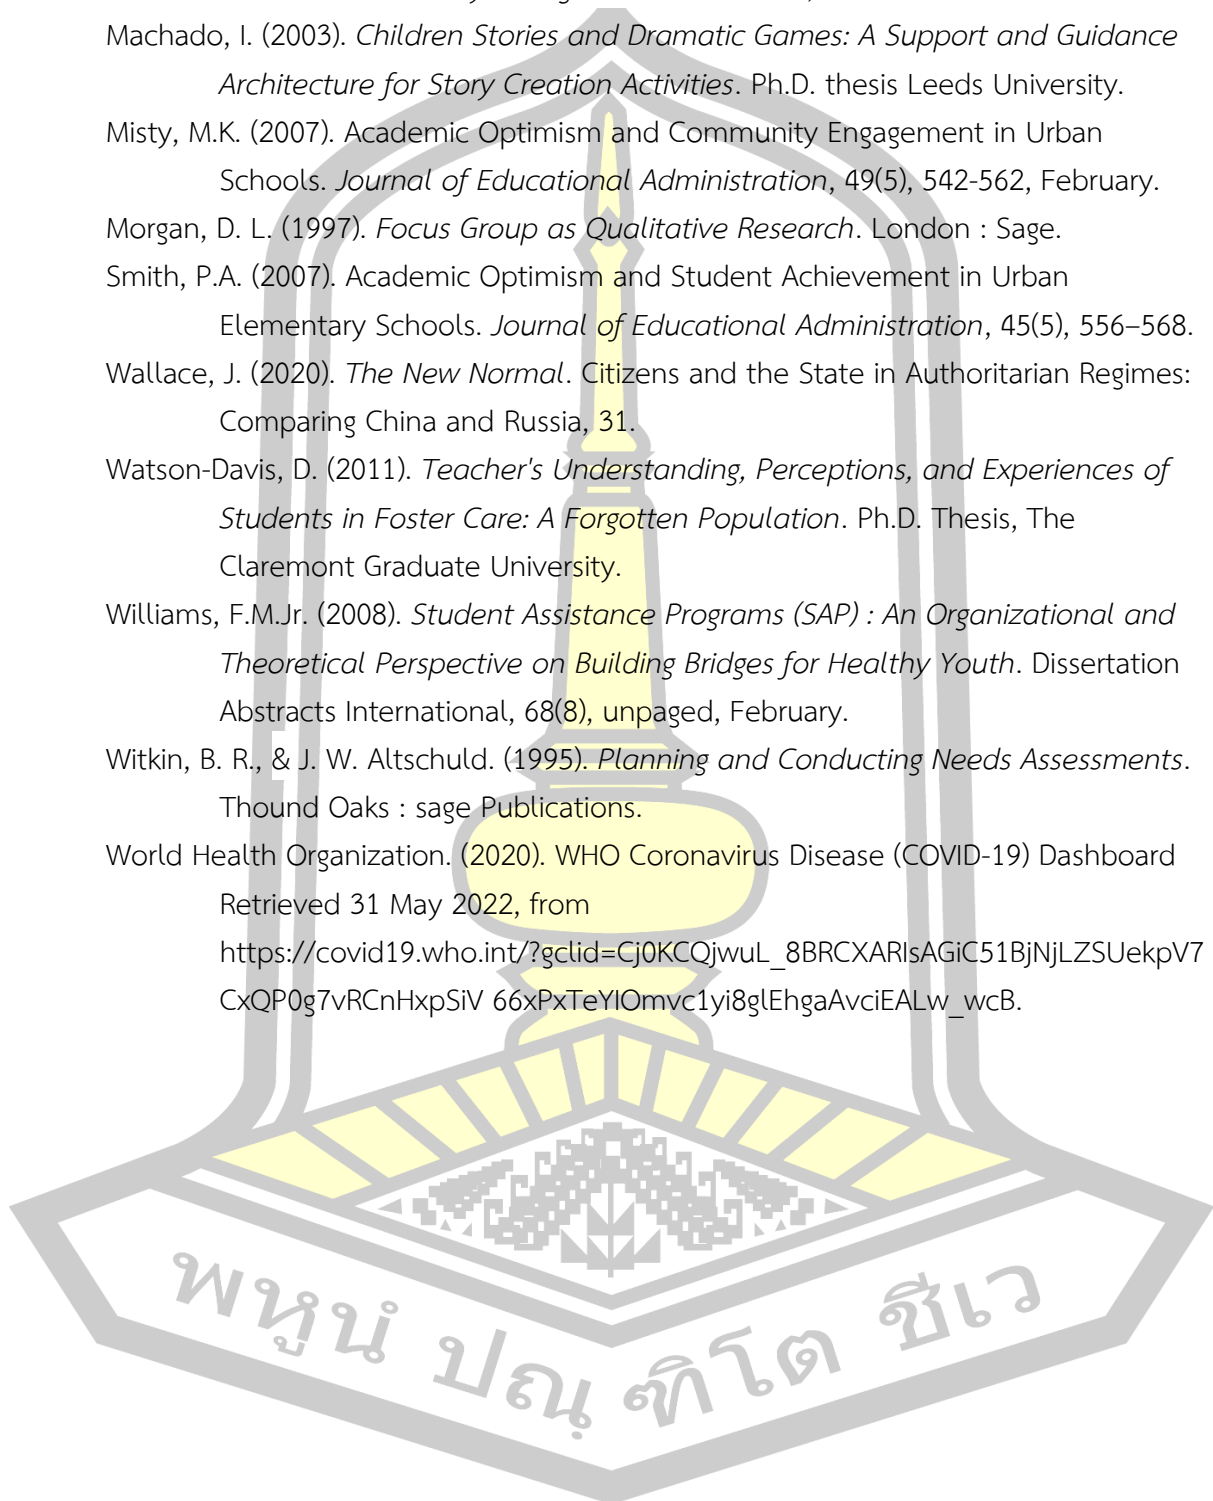 Machado, I. (2003). Children Stories and Dramatic Games: A Support and Guidance
Architecture for Story Creation Activities. Ph.D. thesis Leeds University.
Misty, M.K. (2007). Academic Optimism and Community Engagement in Urban
Schools. Journal of Educational Administration, 49(5), 542-562, February.
Morgan, D. L. (1997). Focus Group as Qualitative Research. London : Sage.
Smith, P.A. (2007). Academic Optimism and Student Achievement in Urban
Elementary Schools. Journal of Educational Administration, 45(5), 556–568.
Wallace, J. (2020). The New Normal. Citizens and the State in Authoritarian Regimes:
Comparing China and Russia, 31.
Watson-Davis, D. (2011). Teacher's Understanding, Perceptions, and Experiences of
Students in Foster Care: A Forgotten Population. Ph.D. Thesis, The
Claremont Graduate University.
Williams, F.M.Jr. (2008). Student Assistance Programs (SAP) : An Organizational and
Theoretical Perspective on Building Bridges for Healthy Youth. Dissertation
Abstracts International, 68(8), unpaged, February.
Witkin, B. R., & J. W. Altschuld. (1995). Planning and Conducting Needs Assessments.
Thound Oaks : sage Publications.
World Health Organization. (2020). WHO Coronavirus Disease (COVID-19) Dashboard
Retrieved 31 May 2022, from
https://covid19.who.int/?gclid=Cj0KCQjwuL_8BRCXARIsAGiC51BjNjLZSUekpV7
CxQP0g7vRCnHxpSiV 66xPxTeYIOmvc1yi8glEhgaAvciEALw_wcB.
พหูนํ ปณฺฑิโต ชีเว